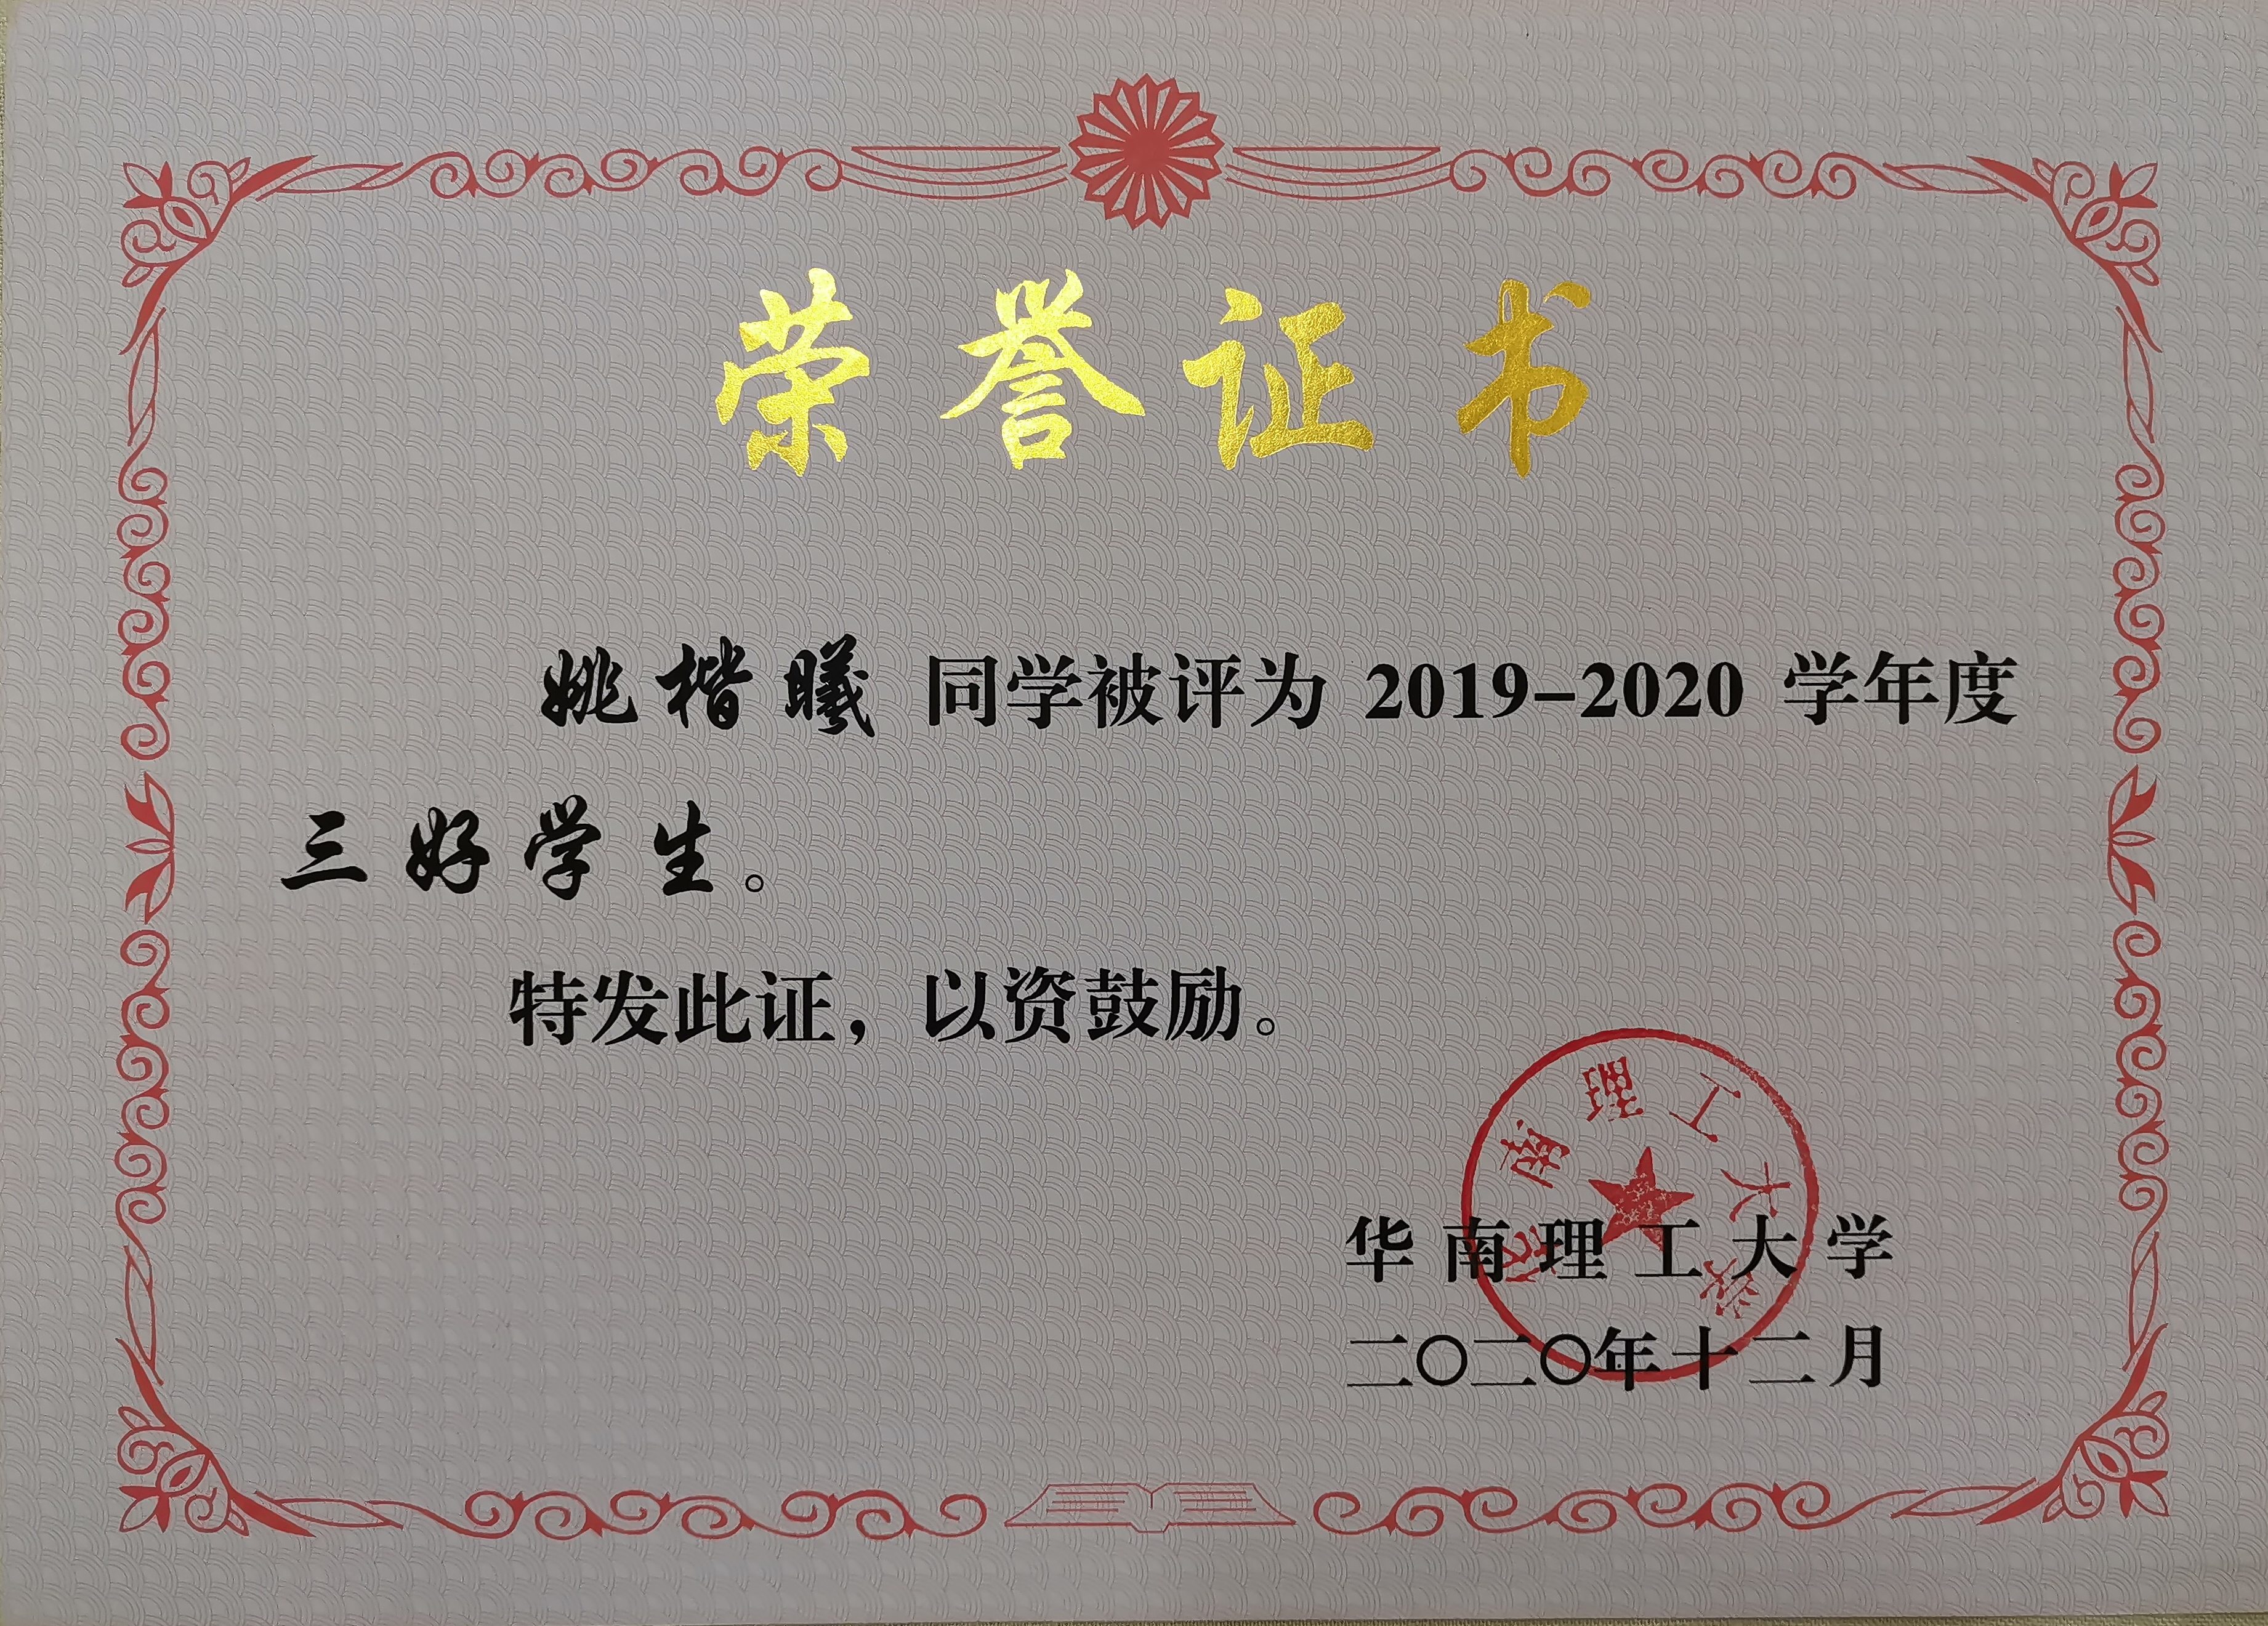 荣誉证书
姚楷曦 同学被评为 2019-2020 学年度
三好学生。
特发此证，以资鼓励。
华南理工大学
华南理工大学
二〇二〇年十二月